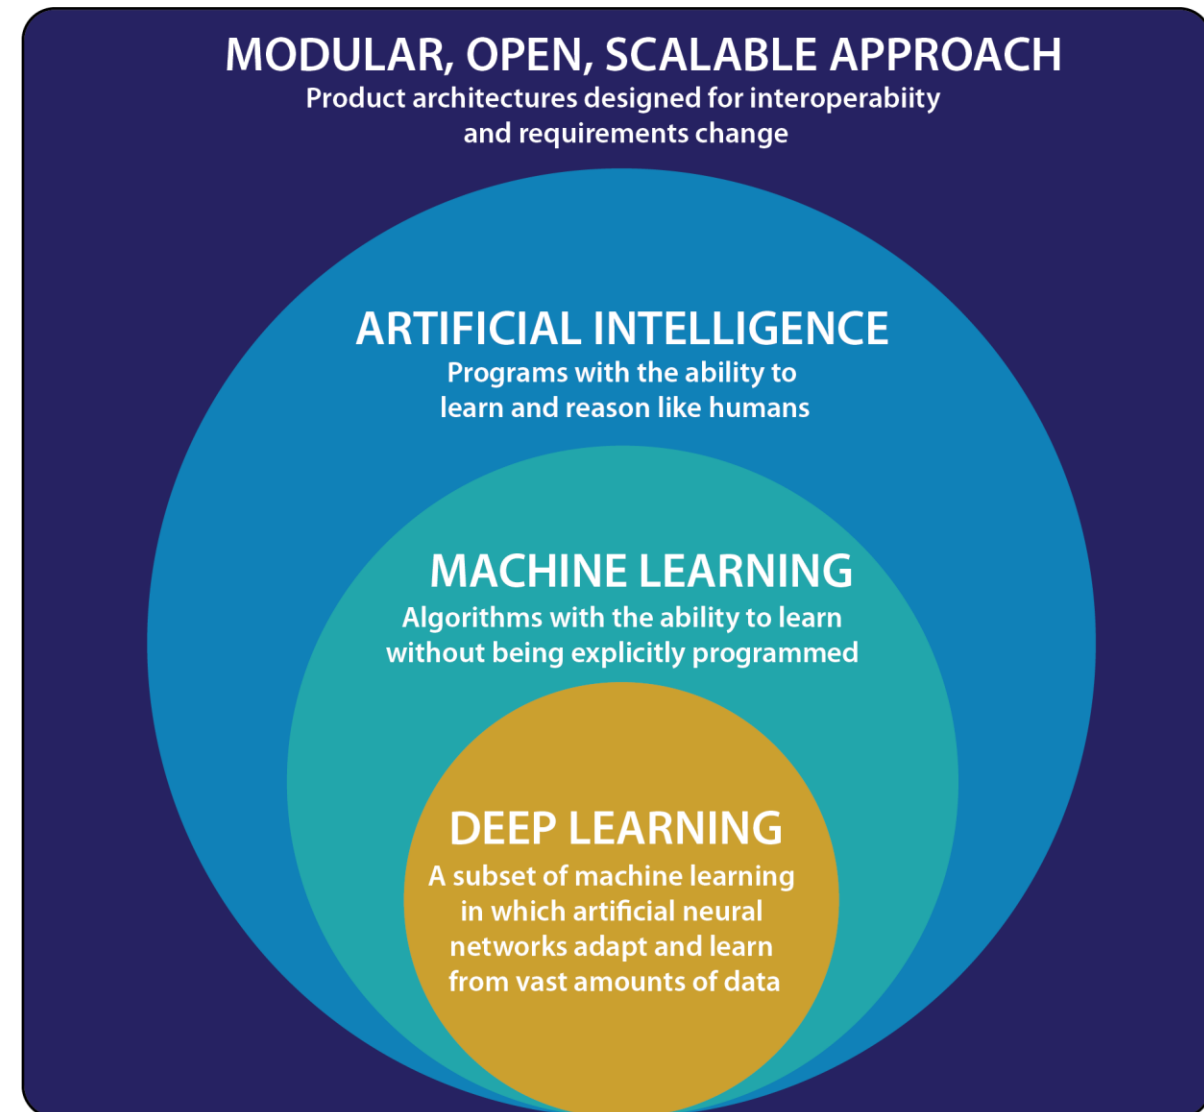 MODULAR, OPEN, SCALABLE APPROACH
Product architectures designed for interoperabiity
and requirements change
ARTIFICIAL INTELLIGENCE
Programs with the ability to
learn and reason like humans
MACHINE LEARNING
Algorithms with the ability to learn
without being explicitly programmed
DEEP LEARNING
A subset of machine learning
in which artificial neural
networks adapt and learn
from vast amounts of data